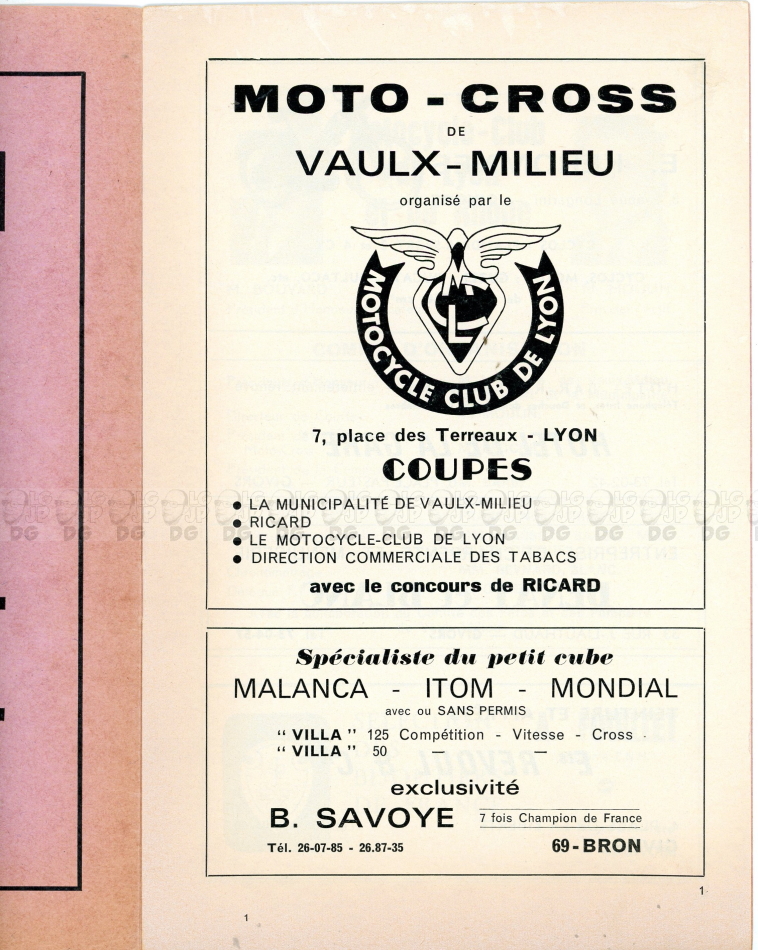 MOTO - CROSS
DE
VAULX-MILIEU
organisé par le
MCL
MOTOCYCLE CLUB DE LYON
7, place des Terreaux - LYON
COUPES
● LA MUNICIPALITÉ DE VAULX-MILIEU
● RICARD
● LE MOTOCYCLE-CLUB DE LYON
● DIRECTION COMMERCIALE DES TABACS
avec le concours de RICARD
Spécialiste du petit cube
MALANCA - ITOM - MONDIAL
avec ou SANS PERMIS
“ VILLA ” 125 Compétition - Vitesse - Cross
“ VILLA ” 50 — —
exclusivité
B. SAVOYE 7 fois Champion de France
Tél. 26-07-85 - 26.87-35 69-BRON
1
1